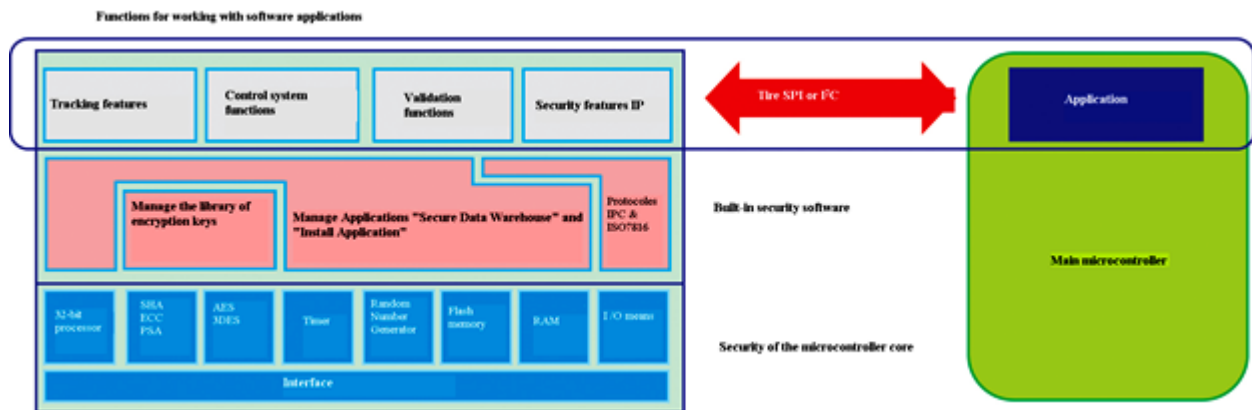 Functions for working with software applications
Tracking features
Control system
functions
Validation
functions
Security features IP
Tire SPI or I²C
Application
Manage the library of
encryption keys
Manage Applications "Secure Data Warehouse" and
"Install Application"
Protocoles
IPC &
ISO7816
Built-in security software
Main microcontroller
32-bit
processor
SHA
ECC
PSA
AES
3DES
Timer
Random
Number
Generator
Flash
memory
RAM
I/O means
Security of the microcontroller core
Interface